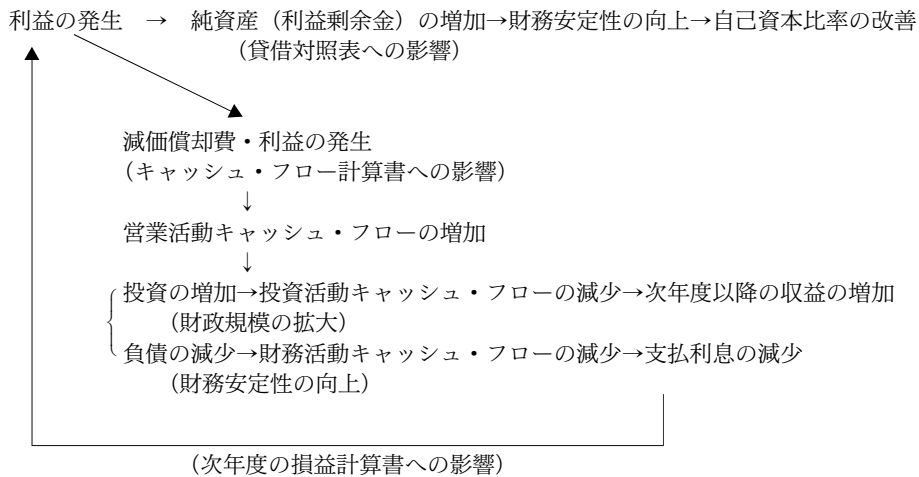 利益の発生 → 純資産（利益剰余金）の増加→財務安定性の向上→自己資本比率の改善
（貸借対照表への影響）
減価償却費・利益の発生
（キャッシュ・フロー計算書への影響）
↓
営業活動キャッシュ・フローの増加
↓
投資の増加→投資活動キャッシュ・フローの減少→次年度以降の収益の増加
（財政規模の拡大）
負債の減少→財務活動キャッシュ・フローの減少→支払利息の減少
（財務安定性の向上）
（次年度の損益計算書への影響）